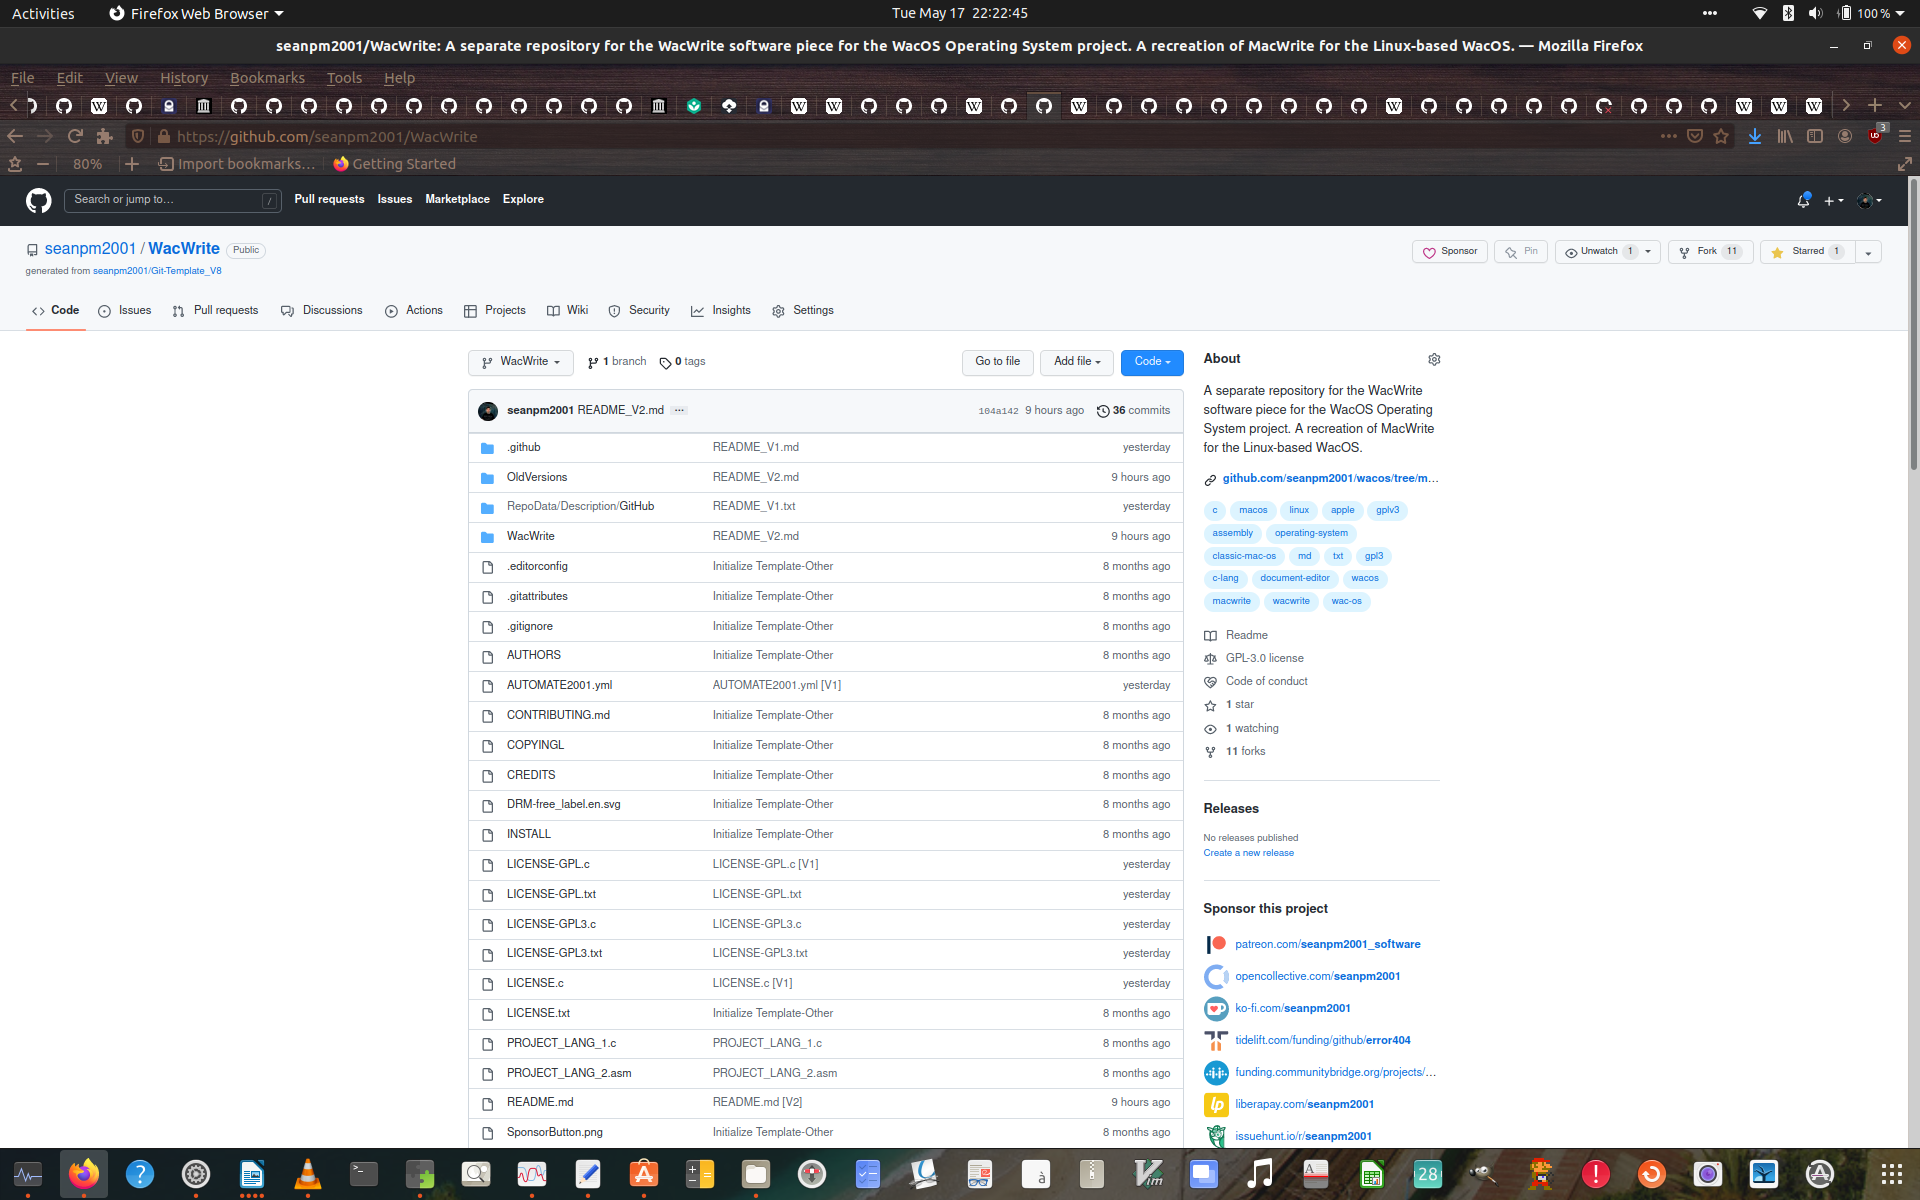 Activities Firefox Web Browser Tue May 17 22:22:45 100 %
seanpm2001/WacWrite: A separate repository for the WacWrite software piece for the WacOS Operating System project. A recreation of MacWrite for the Linux-based WacOS. — Mozilla Firefox
File Edit View History Bookmarks Tools Help
https://github.com/seanpm2001/WacWrite 3
80% Import bookmarks... Getting Started
Search or jump to... / Pull requests Issues Marketplace Explore
seanpm2001 / WacWrite Public Sponsor Pin Unwatch 1 Fork 11 Starred 1
generated from seanpm2001/Git-Template_V8
Code Issues Pull requests Discussions Actions Projects Wiki Security Insights Settings
WacWrite 1 branch 0 tags Go to file Add file Code
seanpm2001 README_V2.md ... 104a142 9 hours ago 36 commits
.github README_V1.md yesterday
OldVersions README_V2.md 9 hours ago
RepoData/Description/GitHub README_V1.txt yesterday
WacWrite README_V2.md 9 hours ago
.editorconfig Initialize Template-Other 8 months ago
.gitattributes Initialize Template-Other 8 months ago
.gitignore Initialize Template-Other 8 months ago
AUTHORS Initialize Template-Other 8 months ago
AUTOMATE2001.yml AUTOMATE2001.yml [V1] yesterday
CONTRIBUTING.md Initialize Template-Other 8 months ago
COPYINGL Initialize Template-Other 8 months ago
CREDITS Initialize Template-Other 8 months ago
DRM-free_label.en.svg Initialize Template-Other 8 months ago
INSTALL Initialize Template-Other 8 months ago
LICENSE-GPL.c LICENSE-GPL.c [V1] yesterday
LICENSE-GPL.txt LICENSE-GPL.txt yesterday
LICENSE-GPL3.c LICENSE-GPL3.c yesterday
LICENSE-GPL3.txt LICENSE-GPL3.txt yesterday
LICENSE.c LICENSE.c [V1] yesterday
LICENSE.txt Initialize Template-Other 8 months ago
PROJECT_LANG_1.c PROJECT_LANG_1.c 8 months ago
PROJECT_LANG_2.asm PROJECT_LANG_2.asm 8 months ago
README.md README.md [V2] 9 hours ago
SponsorButton.png Initialize Template-Other 8 months ago
About
A separate repository for the WacWrite
software piece for the WacOS Operating
System project. A recreation of MacWrite
for the Linux-based WacOS.
github.com/seanpm2001/wacos/tree/m...
c macos linux apple gplv3
assembly operating-system
classic-mac-os md txt gpl3
c-lang document-editor wacos
macwrite wacwrite wac-os
Readme
GPL-3.0 license
Code of conduct
1 star
1 watching
11 forks
Releases
No releases published
Create a new release
Sponsor this project
patreon.com/seanpm2001_software
opencollective.com/seanpm2001
ko-fi.com/seanpm2001
tidelift.com/funding/github/error404
funding.communitybridge.org/projects/...
liberapay.com/seanpm2001
issuehunt.io/r/seanpm2001
28